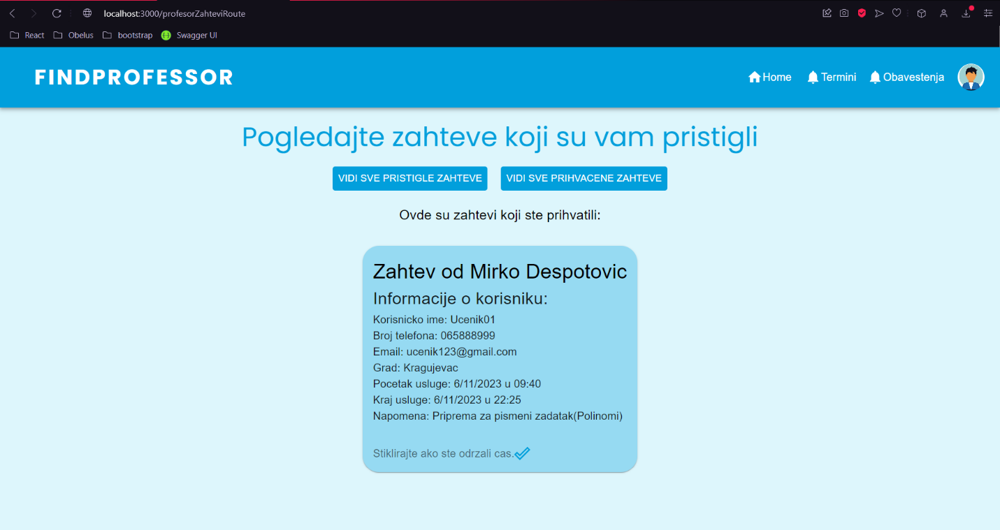 localhost:3000/profesorZahteviRoute
React Obelus bootstrap Swagger UI
FINDPROFESSOR
Home Termini Obavestenja
Pogledajte zahteve koji su vam pristigli
VIDI SVE PRISTIGLE ZAHTEVE VIDI SVE PRIHVACENE ZAHTEVE
Ovde su zahtevi koji ste prihvatili:
Zahtev od Mirko Despotovic
Informacije o korisniku:
Korisnicko ime: Ucenik01
Broj telefona: 065888999
Email: ucenik123@gmail.com
Grad: Kragujevac
Pocetak usluge: 6/11/2023 u 09:40
Kraj usluge: 6/11/2023 u 22:25
Napomena: Priprema za pismeni zadatak(Polinomi)
Stiklirajte ako ste odrzali cas.